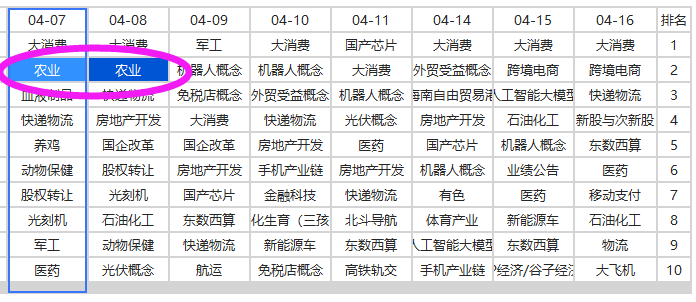 04-07 04-08 04-09 04-10 04-11 04-14 04-15 04-16 排名
大消费 大消费 军工 大消费 国产芯片 大消费 大消费 大消费 1
农业 农业 机器人概念 机器人概念 大消费 外贸受益概念 跨境电商 跨境电商 2
血液制品 快递物流 免税店概念 外贸受益概念 机器人概念 海南自由贸易港 人工智能大模型 快递物流 3
快递物流 房地产开发 大消费 快递物流 光伏概念 房地产开发 石油化工 新股与次新股 4
养鸡 国企改革 国企改革 房地产开发 医药 国产芯片 机器人概念 东数西算 5
动物保健 股权转让 房地产开发 手机产业链 房地产开发 机器人概念 业绩公告 医药 6
股权转让 光刻机 国产芯片 金融科技 快递物流 有色 医药 移动支付 7
光刻机 石油化工 东数西算 化生育（三孩 北斗导航 体育产业 新能源车 石油化工 8
军工 动物保健 快递物流 新能源车 东数西算 人工智能大模型 东数西算 物流 9
医药 光伏概念 航运 免税店概念 高铁轨交 手机产业链 经济/谷子经济 大飞机 10